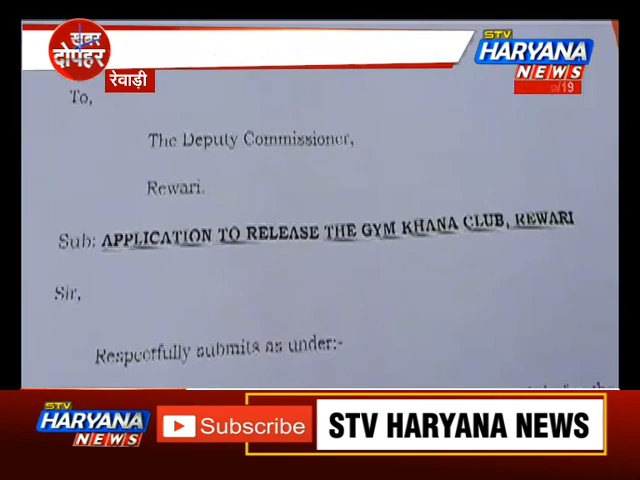 खबर
दोपहर
रेवाड़ी
STV
HARYANA
NEWS
/19
To,
The Deputy Commissioner,
Rewari.
Sub: APPLICATION TO RELEASE THE GYM KHANA CLUB, REWARI
Sir,
Respectfully submits as under:-
STV
HARYANA
NEWS
Subscribe
STV HARYANA NEWS